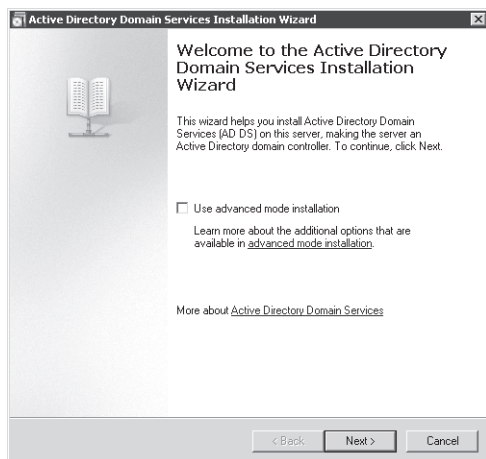 Active Directory Domain Services Installation Wizard
Welcome to the Active Directory
Domain Services Installation
Wizard
This wizard helps you install Active Directory Domain
Services (AD DS) on this server, making the server an
Active Directory domain controller. To continue, click Next.
Use advanced mode installation
Learn more about the additional options that are
available in advanced mode installation.
More about Active Directory Domain Services
< Back
Next >
Cancel